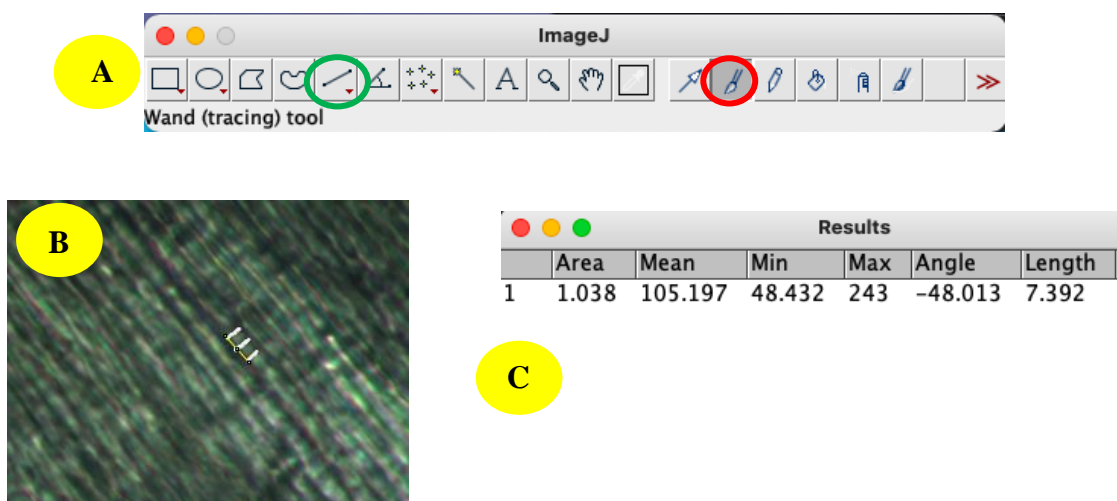 ImageJ
A
A
Wand (tracing) tool
B
Results
Area Mean Min Max Angle Length
1 1.038 105.197 48.432 243 −48.013 7.392
C